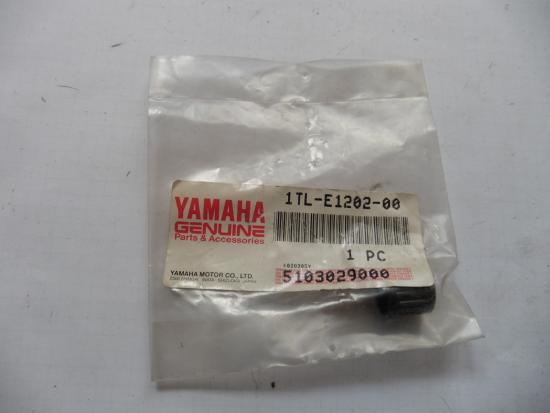 YAMAHA
GENUINE
Parts & Accessories
YAMAHA MOTOR CO., LTD.
1TL-E1202-00
1 PC
5103029000